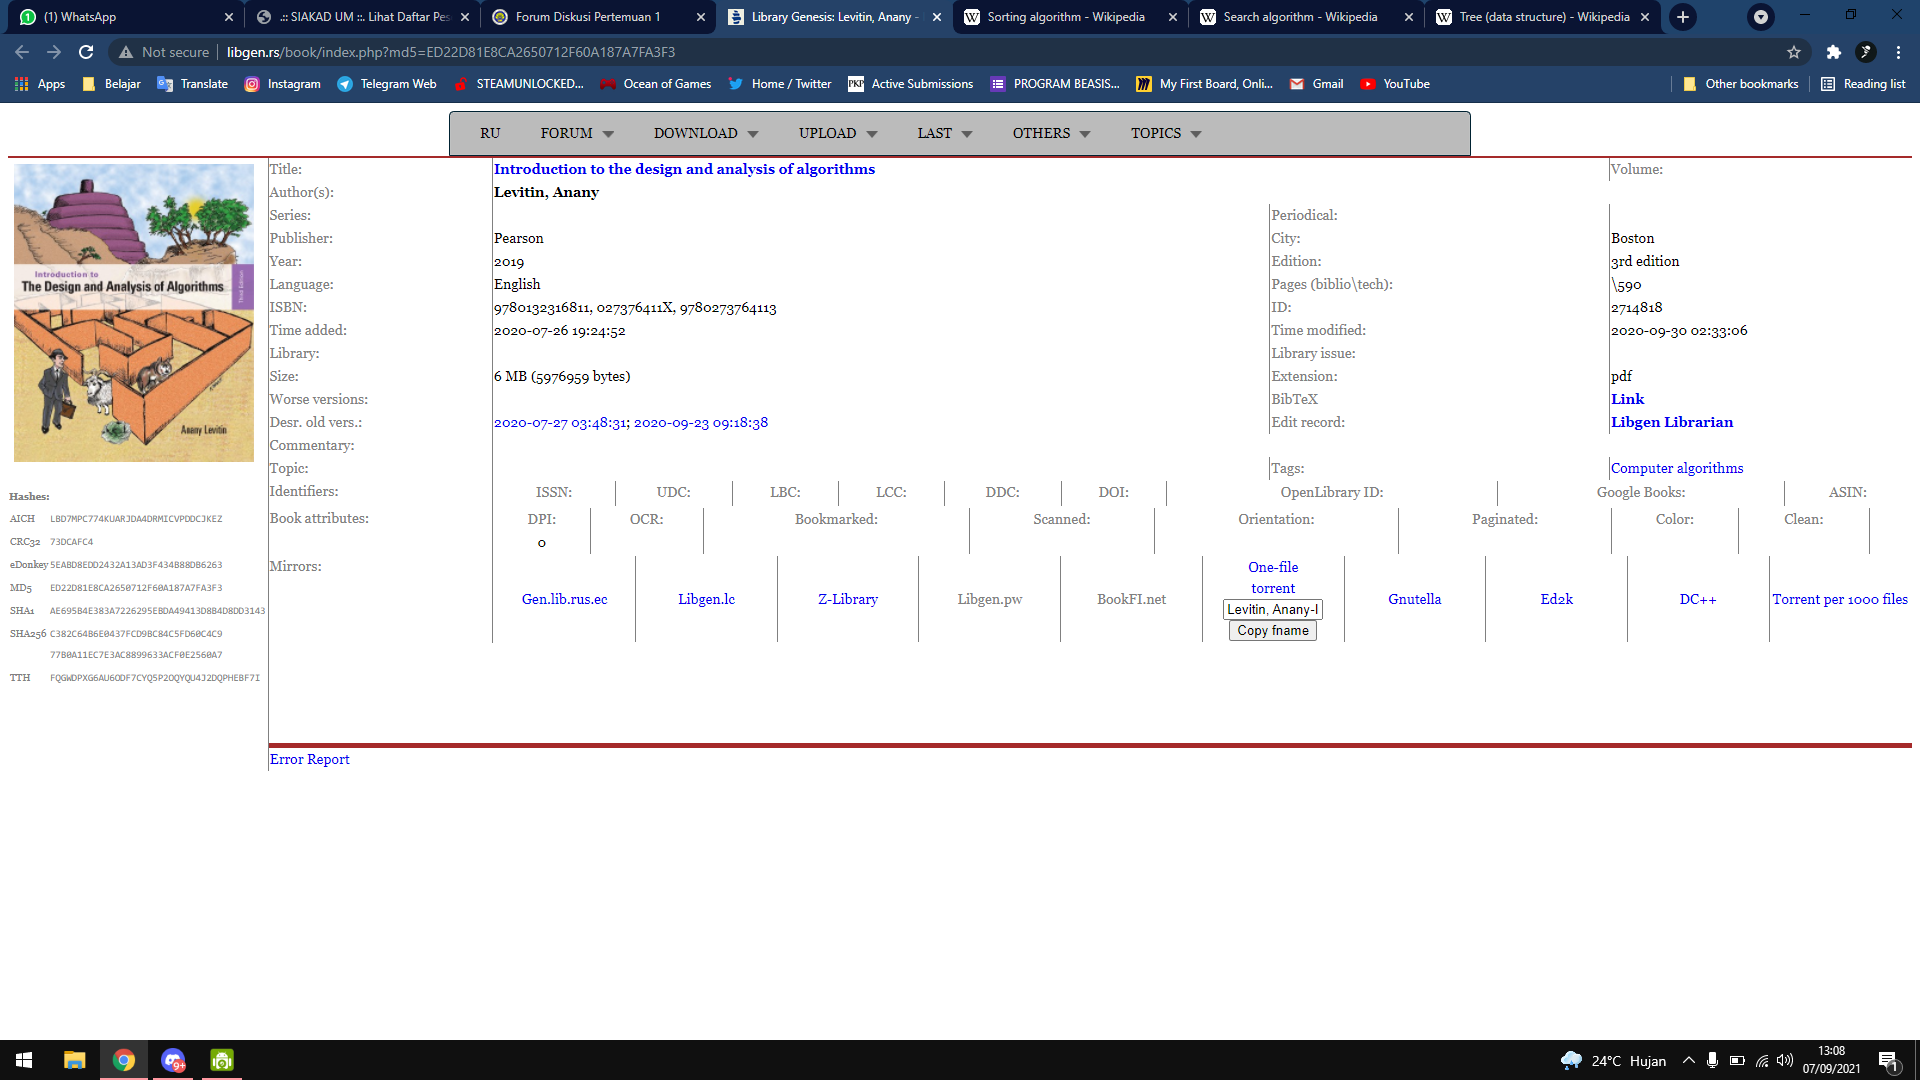 (1) WhatsApp
.:: SIAKAD UM ::. Lihat Daftar Pes
Forum Diskusi Pertemuan 1
Library Genesis: Levitin, Anany -
Sorting algorithm - Wikipedia
Search algorithm - Wikipedia
Tree (data structure) - Wikipedia
Not secure
libgen.rs/book/index.php?md5=ED22D81E8CA2650712F60A187A7FA3F3
Apps
Belajar
Translate
Instagram
Telegram Web
STEAMUNLOCKED...
Ocean of Games
Home / Twitter
PKP Active Submissions
PROGRAM BEASIS...
My First Board, Onli...
Gmail
YouTube
Other bookmarks
Reading list
RU FORUM DOWNLOAD UPLOAD LAST OTHERS TOPICS
Introduction to
The Design and Analysis of Algorithms
Third Edition
Anany Levitin
Title: Introduction to the design and analysis of algorithms Volume:
Author(s): Levitin, Anany
Series: Periodical:
Publisher: Pearson City: Boston
Year: 2019 Edition: 3rd edition
Language: English Pages (biblio\tech): \590
ISBN: 9780132316811, 027376411X, 9780273764113 ID: 2714818
Time added: 2020-07-26 19:24:52 Time modified: 2020-09-30 02:33:06
Library: Library issue:
Size: 6 MB (5976959 bytes) Extension: pdf
Worse versions: BibTeX Link
Desr. old vers.: 2020-07-27 03:48:31; 2020-09-23 09:18:38 Edit record: Libgen Librarian
Commentary:
Topic: Tags: Computer algorithms
Identifiers: ISSN: UDC: LBC: LCC: DDC: DOI: OpenLibrary ID: Google Books: ASIN:
Book attributes: DPI: OCR: Bookmarked: Scanned: Orientation: Paginated: Color: Clean:
0
Mirrors: Gen.lib.rus.ec Libgen.lc Z-Library Libgen.pw BookFI.net
One-file
torrent
Levitin, Anany-I
Copy fname
Gnutella Ed2k DC++ Torrent per 1000 files
Hashes:
AICH LBD7MPC774KUARJDA4DRMICVPDDCJKEZ
CRC32 73DCAFC4
eDonkey 5EABD8EDD2432A13AD3F434B88DB6263
MD5 ED22D81E8CA2650712F60A187A7FA3F3
SHA1 AE695B4E383A7226295EBDA49413D8B4D8DD3143
SHA256 C382C64B6E0437FCD9BC84C5FD60C4C9
77B0A11EC7E3AC8899633ACF0E2560A7
TTH FQGWDPXG6AU6ODF7CYQ5P2OQYQU4J2DQPHEBF7I
Error Report
9+
24°C Hujan
13:08
07/09/2021
1